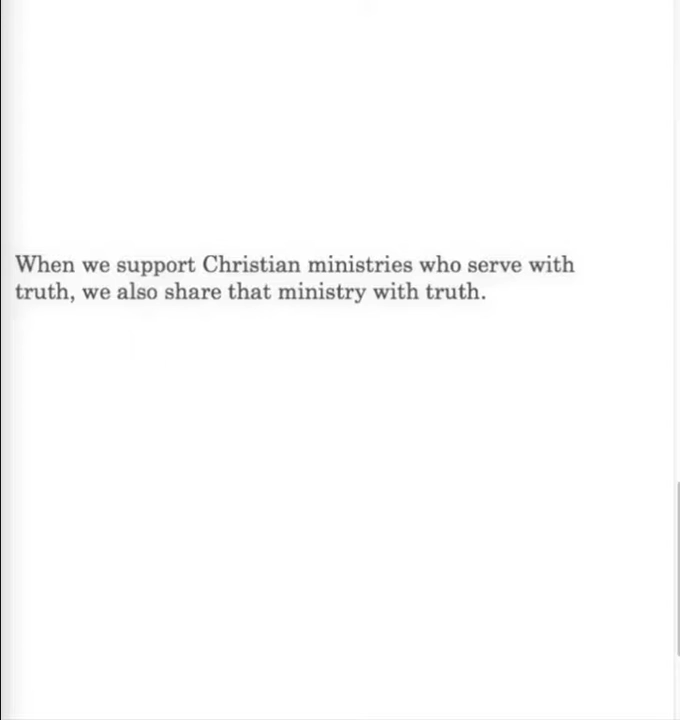 When we support Christian ministries who serve with
truth, we also share that ministry with truth.